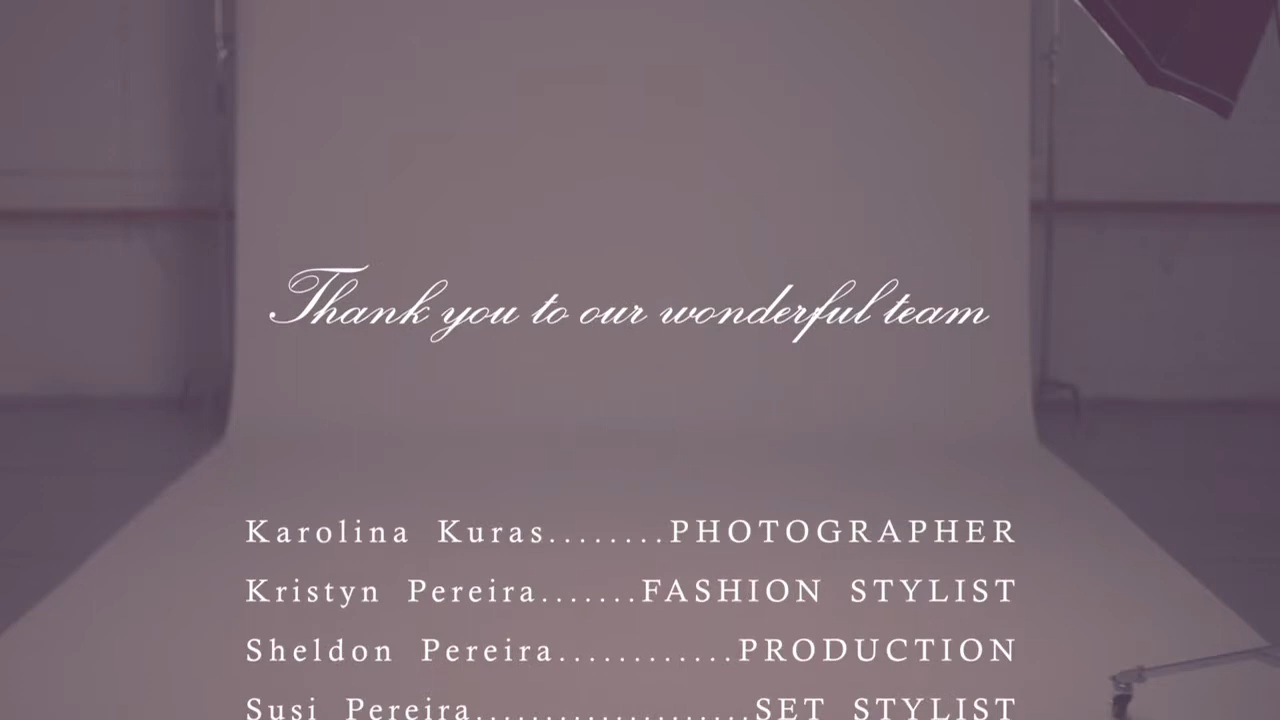 Thank you to our wonderful team
Karolina Kuras........PHOTOGRAPHER
Kristyn Pereira.......FASHION STYLIST
Sheldon Pereira............PRODUCTION
Susi Pereira...................SET STYLIST